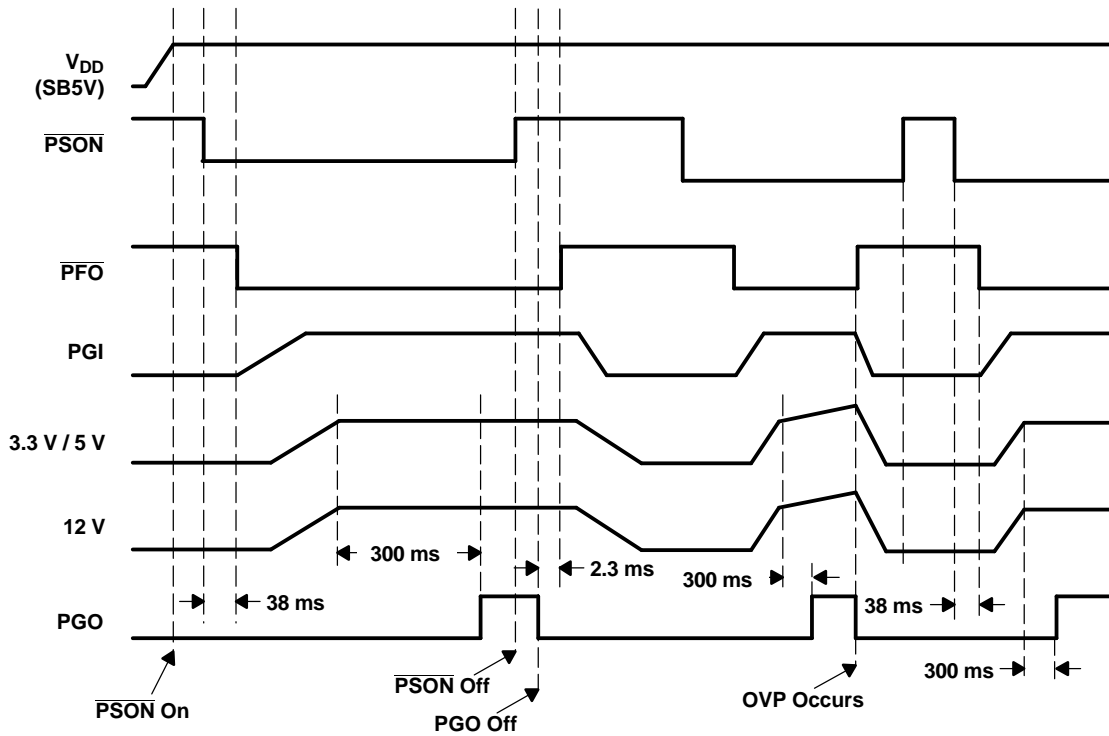 VDD
(SB5V)
PSON
PFO
PGI
3.3 V / 5 V
12 V
300 ms
2.3 ms
300 ms
38 ms
38 ms
PGO
300 ms
PSON On
PSON Off
PGO Off
OVP Occurs